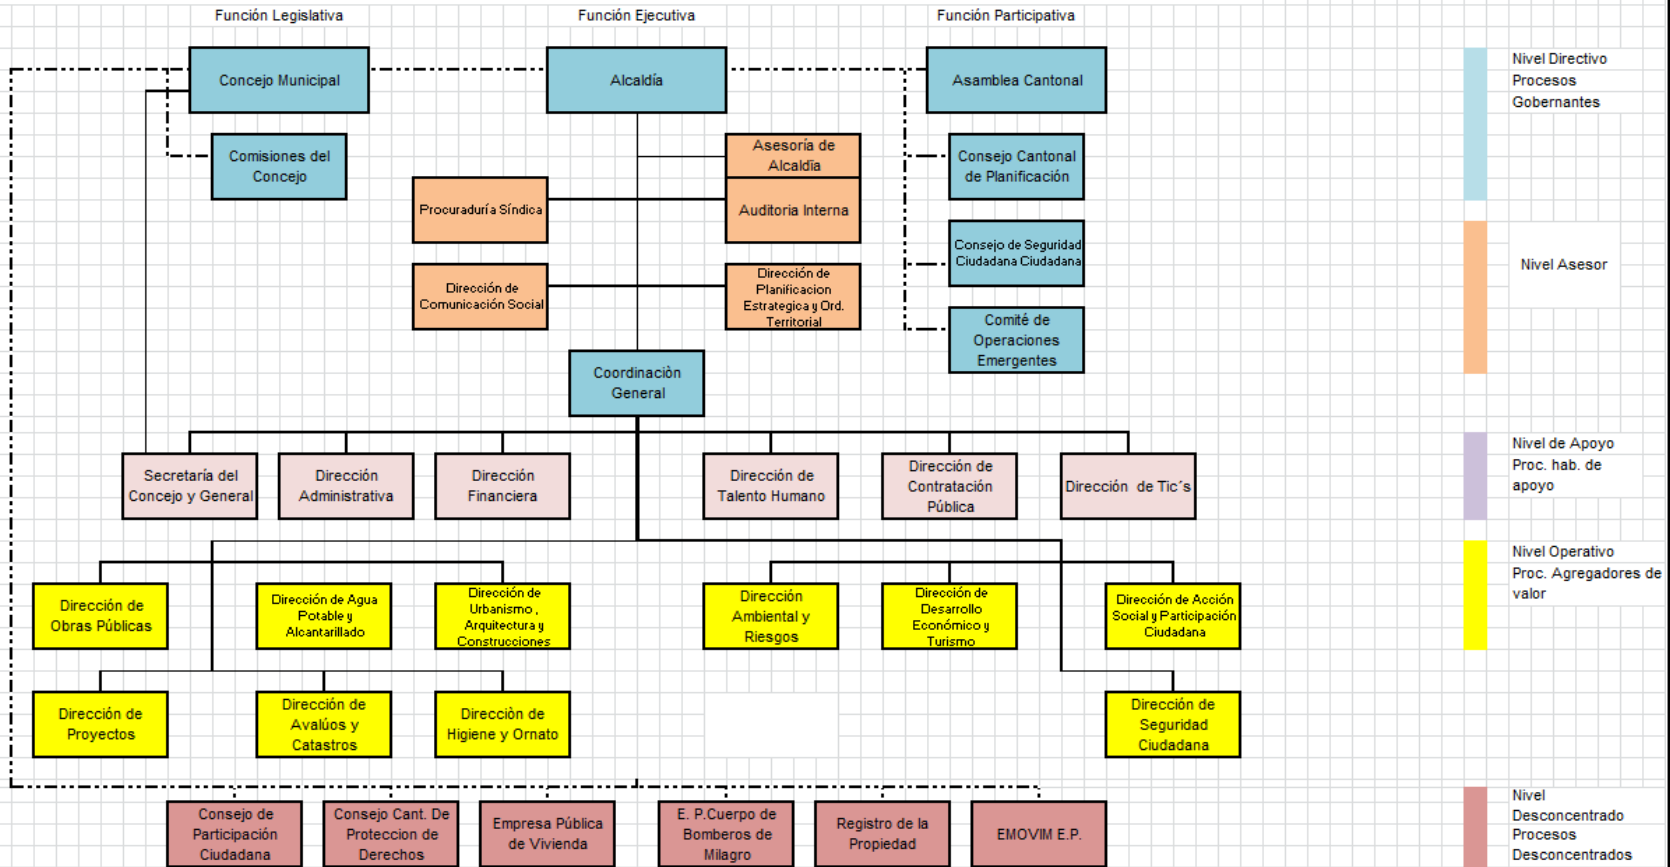 Función Legislativa
Función Ejecutiva
Función Participativa
Concejo Municipal
Alcaldía
Asamblea Cantonal
Nivel Directivo
Procesos
Gobernantes
Comisiones del
Concejo
Asesoría de
Alcaldïa
Consejo Cantonal
de Planificación
Procuraduría Síndica
Auditoria Interna
Consejo de Seguridad
Ciudadana Ciudadana
Nivel Asesor
Dirección de
Comunicación Social
Dirección de
Planificacion
Estrategica y Ord.
Territorial
Comité de
Operaciones
Emergentes
Coordinaciòn
General
Secretaría del
Concejo y General
Dirección
Administrativa
Dirección
Financiera
Dirección de
Talento Humano
Dirección de
Contratación
Pública
Dirección de Tic´s
Nivel de Apoyo
Proc. hab. de
apoyo
Dirección de
Obras Públicas
Dirección de Agua
Potable y
Alcantarillado
Dirección de
Urbanismo ,
Arquitectura y
Construcciones
Dirección
Ambiental y
Riesgos
Dirección de
Desarrollo
Económico y
Turismo
Dirección de Acción
Social y Participación
Ciudadana
Nivel Operativo
Proc. Agregadores de
valor
Dirección de
Proyectos
Dirección de
Avalúos y
Catastros
Direcciòn de
Higiene y Ornato
Dirección de
Seguridad
Ciudadana
Consejo de
Participación
Ciudadana
Consejo Cant. De
Proteccion de
Derechos
Empresa Pública
de Vivienda
E. P.Cuerpo de
Bomberos de
Milagro
Registro de la
Propiedad
EMOVIM E.P.
Nivel
Desconcentrado
Procesos
Desconcentrados